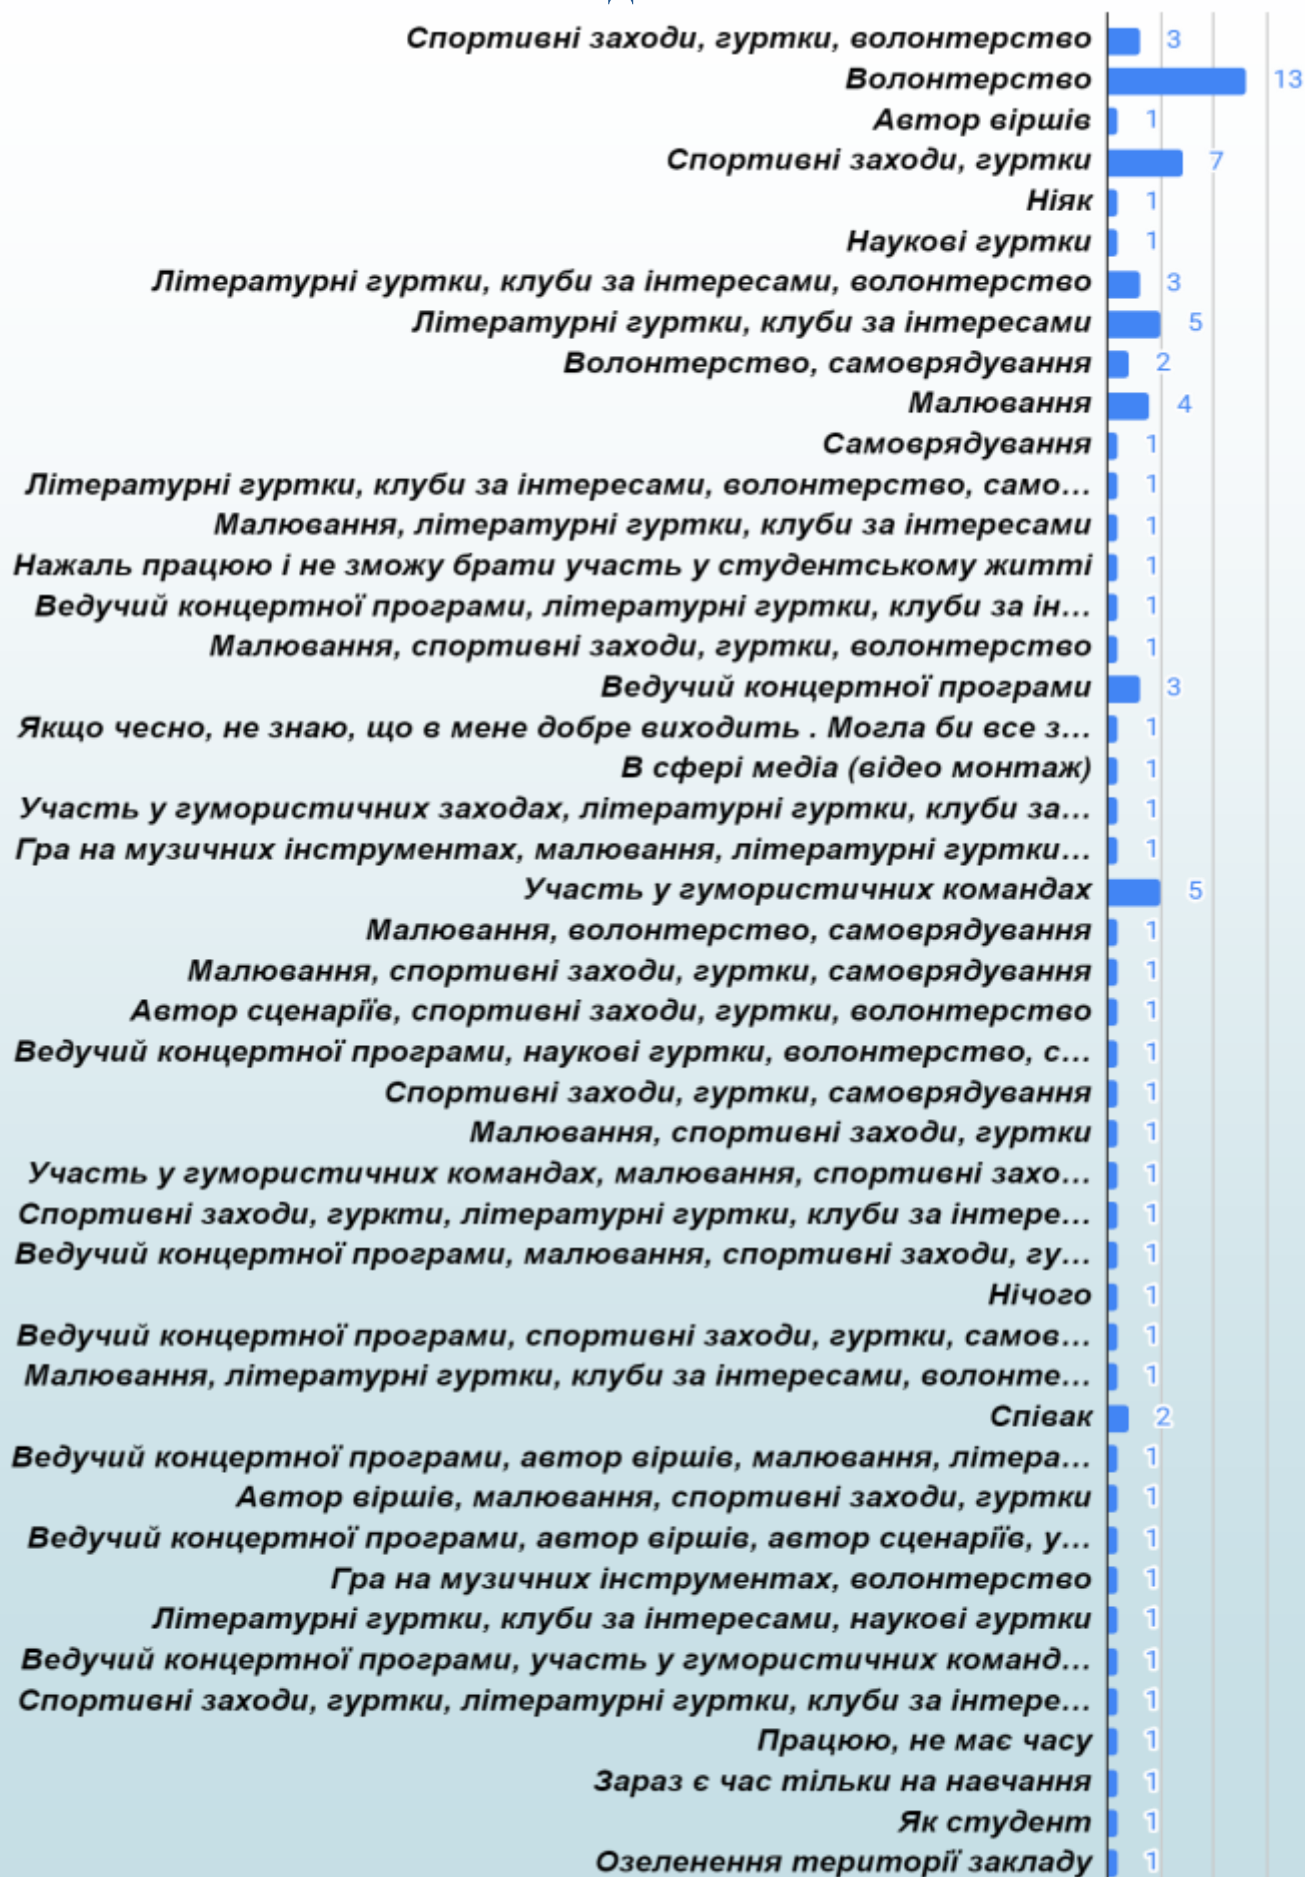 Спортивні заходи, гуртки, волонтерство 3
Волонтерство 13
Автор віршів 1
Спортивні заходи, гуртки 7
Ніяк 1
Наукові гуртки 1
Літературні гуртки, клуби за інтересами, волонтерство 3
Літературні гуртки, клуби за інтересами 5
Волонтерство, самоврядування 2
Малювання 4
Самоврядування 1
Літературні гуртки, клуби за інтересами, волонтерство, само... 1
Малювання, літературні гуртки, клуби за інтересами 1
Нажаль працюю і не зможу брати участь у студентському житті 1
Ведучий концертної програми, літературні гуртки, клуби за ін... 1
Малювання, спортивні заходи, гуртки, волонтерство 1
Ведучий концертної програми 3
Якщо чесно, не знаю, що в мене добре виходить . Могла би все з... 1
В сфері медіа (відео монтаж) 1
Участь у гумористичних заходах, літературні гуртки, клуби за... 1
Гра на музичних інструментах, малювання, літературні гуртки... 1
Участь у гумористичних командах 5
Малювання, волонтерство, самоврядування 1
Малювання, спортивні заходи, гуртки, самоврядування 1
Автор сценаріїв, спортивні заходи, гуртки, волонтерство 1
Ведучий концертної програми, наукові гуртки, волонтерство, с... 1
Спортивні заходи, гуртки, самоврядування 1
Малювання, спортивні заходи, гуртки 1
Участь у гумористичних командах, малювання, спортивні захо... 1
Спортивні заходи, гуркти, літературні гуртки, клуби за інтере... 1
Ведучий концертної програми, малювання, спортивні заходи, гу... 1
Нічого 1
Ведучий концертної програми, спортивні заходи, гуртки, самов... 1
Малювання, літературні гуртки, клуби за інтересами, волонте... 1
Співак 2
Ведучий концертної програми, автор віршів, малювання, літера... 1
Автор віршів, малювання, спортивні заходи, гуртки 1
Ведучий концертної програми, автор віршів, автор сценаріїв, у... 1
Гра на музичних інструментах, волонтерство 1
Літературні гуртки, клуби за інтересами, наукові гуртки 1
Ведучий концертної програми, участь у гумористичних команд... 1
Спортивні заходи, гуртки, літературні гуртки, клуби за інтере... 1
Працюю, не має часу 1
Зараз є час тільки на навчання 1
Як студент 1
Озеленення території закладу 1